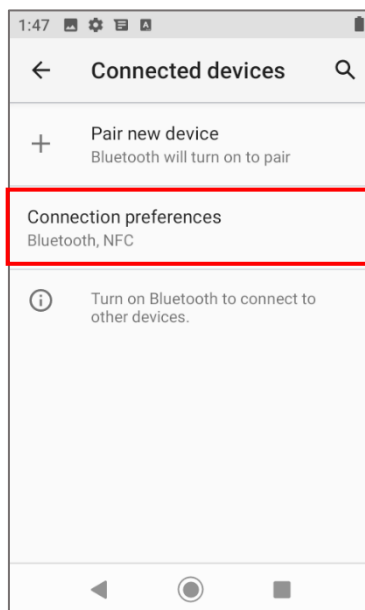 1:47
Connected devices
Pair new device
Bluetooth will turn on to pair
Connection preferences
Bluetooth, NFC
Turn on Bluetooth to connect to
other devices.